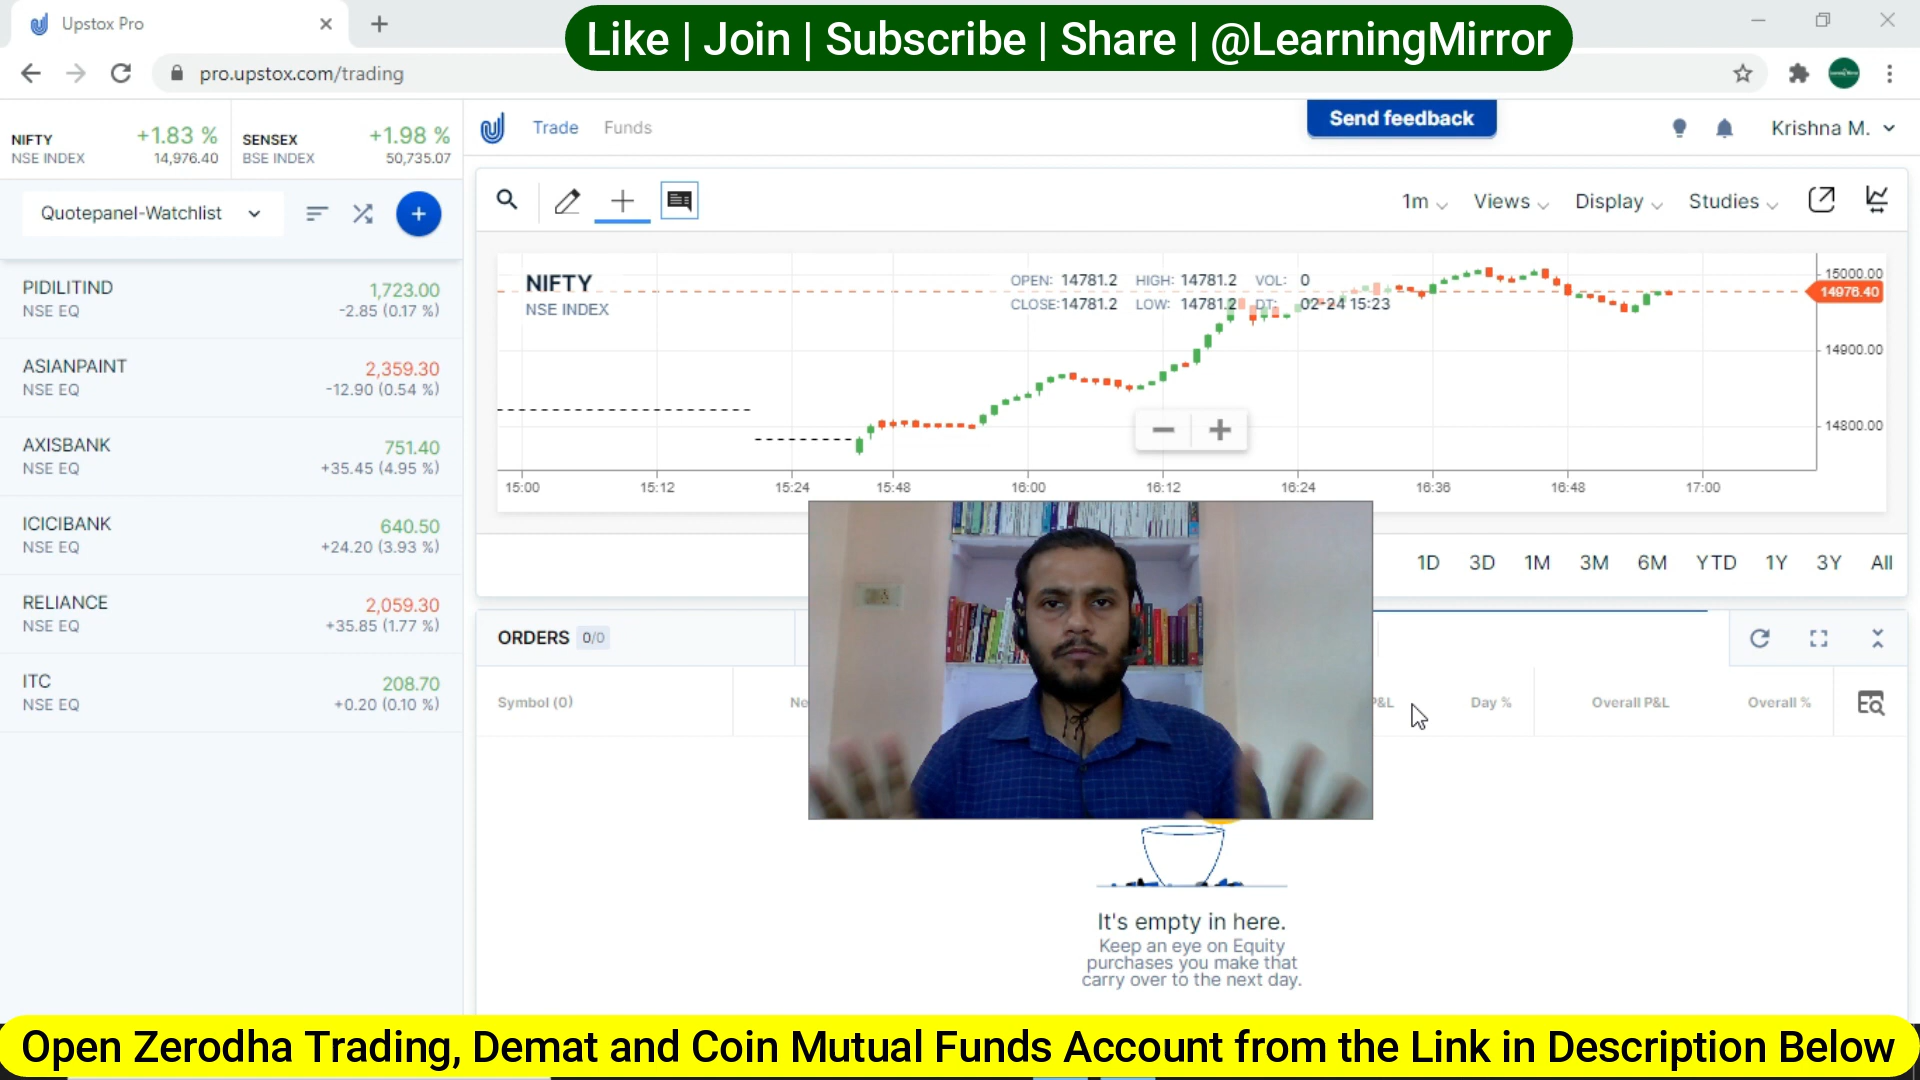 Upstox Pro
Like | Join | Subscribe | Share | @LearningMirror
pro.upstox.com/trading
NIFTY
+1.83 %
NSE INDEX
14,976.40
SENSEX
+1.98 %
BSE INDEX
50,735.07
Trade
Funds
Send feedback
Krishna M.
Quotepanel-Watchlist
1m
Views
Display
Studies
PIDILITIND
1,723.00
NSE EQ
-2.85 (0.17 %)
ASIANPAINT
2,359.30
NSE EQ
-12.90 (0.54 %)
AXISBANK
751.40
NSE EQ
+35.45 (4.95 %)
ICICIBANK
640.50
NSE EQ
+24.20 (3.93 %)
RELIANCE
2,059.30
NSE EQ
+35.85 (1.77 %)
ITC
208.70
NSE EQ
+0.20 (0.10 %)
NIFTY
NSE INDEX
OPEN: 14781.2 HIGH: 14781.2 VOL: 0
CLOSE:14781.2 LOW: 14781.2 DT: 02-24 15:23
15000.00
14976.40
14900.00
14800.00
15:00 15:12 15:24 15:48 16:00 16:12 16:24 16:36 16:48 17:00
1D 3D 1M 3M 6M YTD 1Y 3Y All
ORDERS 0/0
Symbol (0)
Ne
P&L
Day %
Overall P&L
Overall %
It's empty in here.
Keep an eye on Equity
purchases you make that
carry over to the next day.
Open Zerodha Trading, Demat and Coin Mutual Funds Account from the Link in Description Below